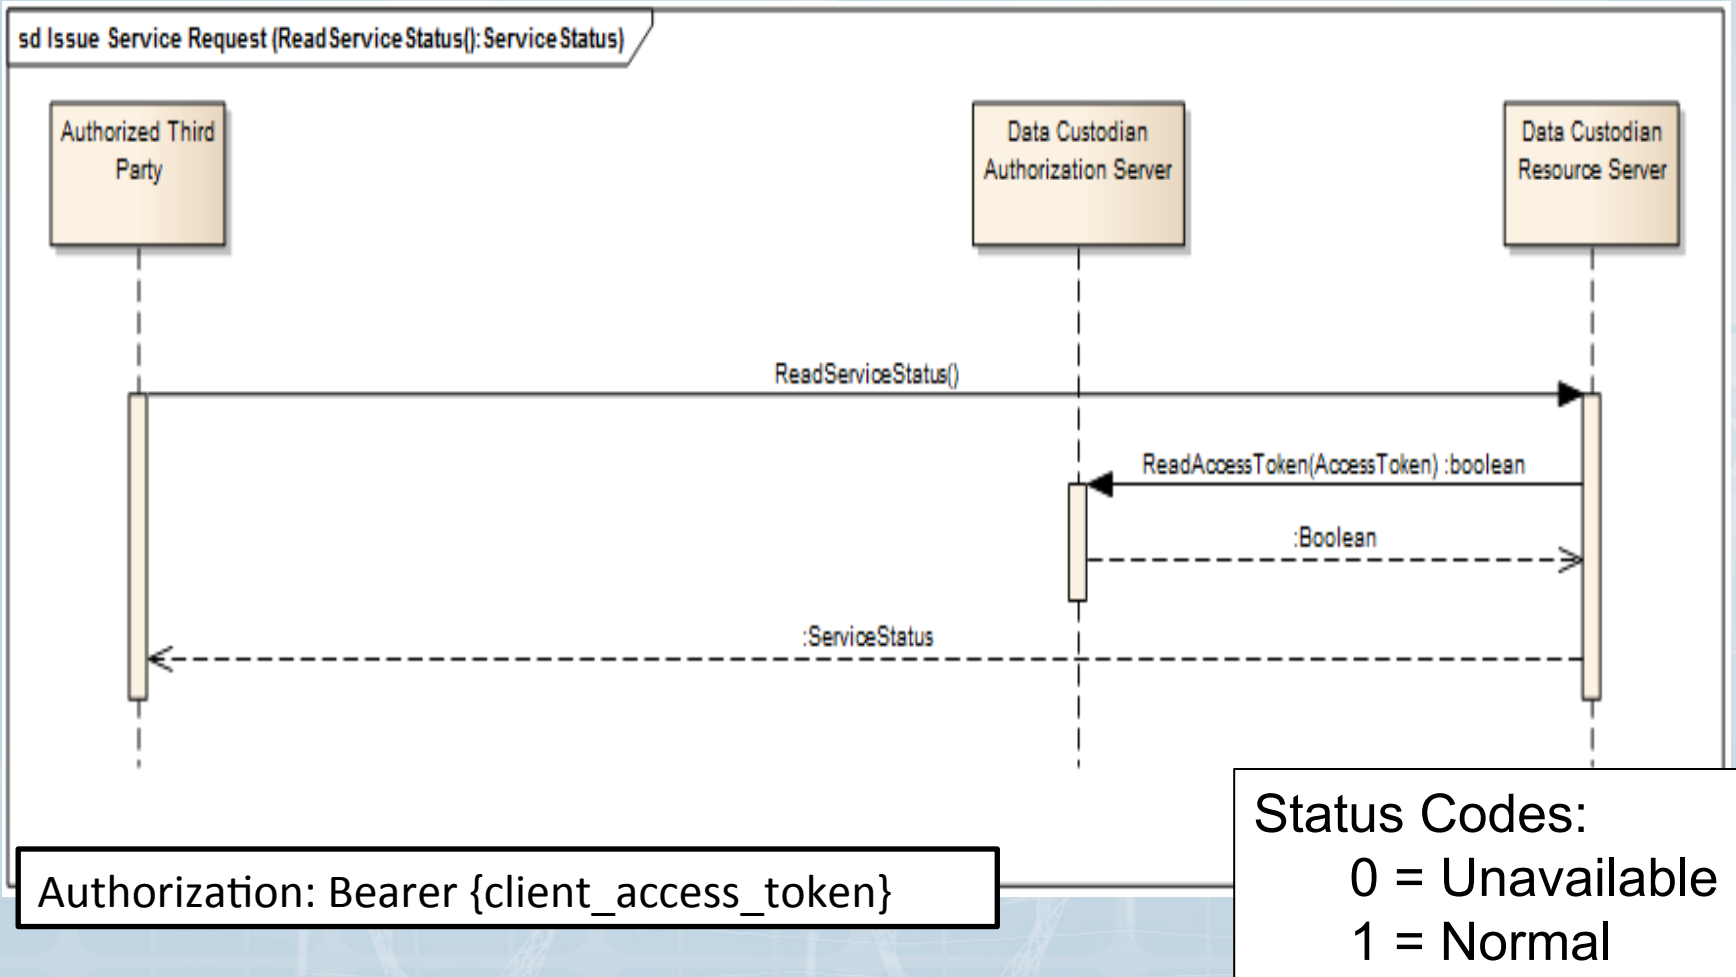 sd Issue Service Request (ReadServiceStatus():ServiceStatus)
Authorized Third
Party
Data Custodian
Authorization Server
Data Custodian
Resource Server
ReadServiceStatus()
ReadAccessToken(AccessToken) :boolean
:Boolean
:ServiceStatus
Authorization: Bearer {client_access_token}
Status Codes:
0 = Unavailable
1 = Normal